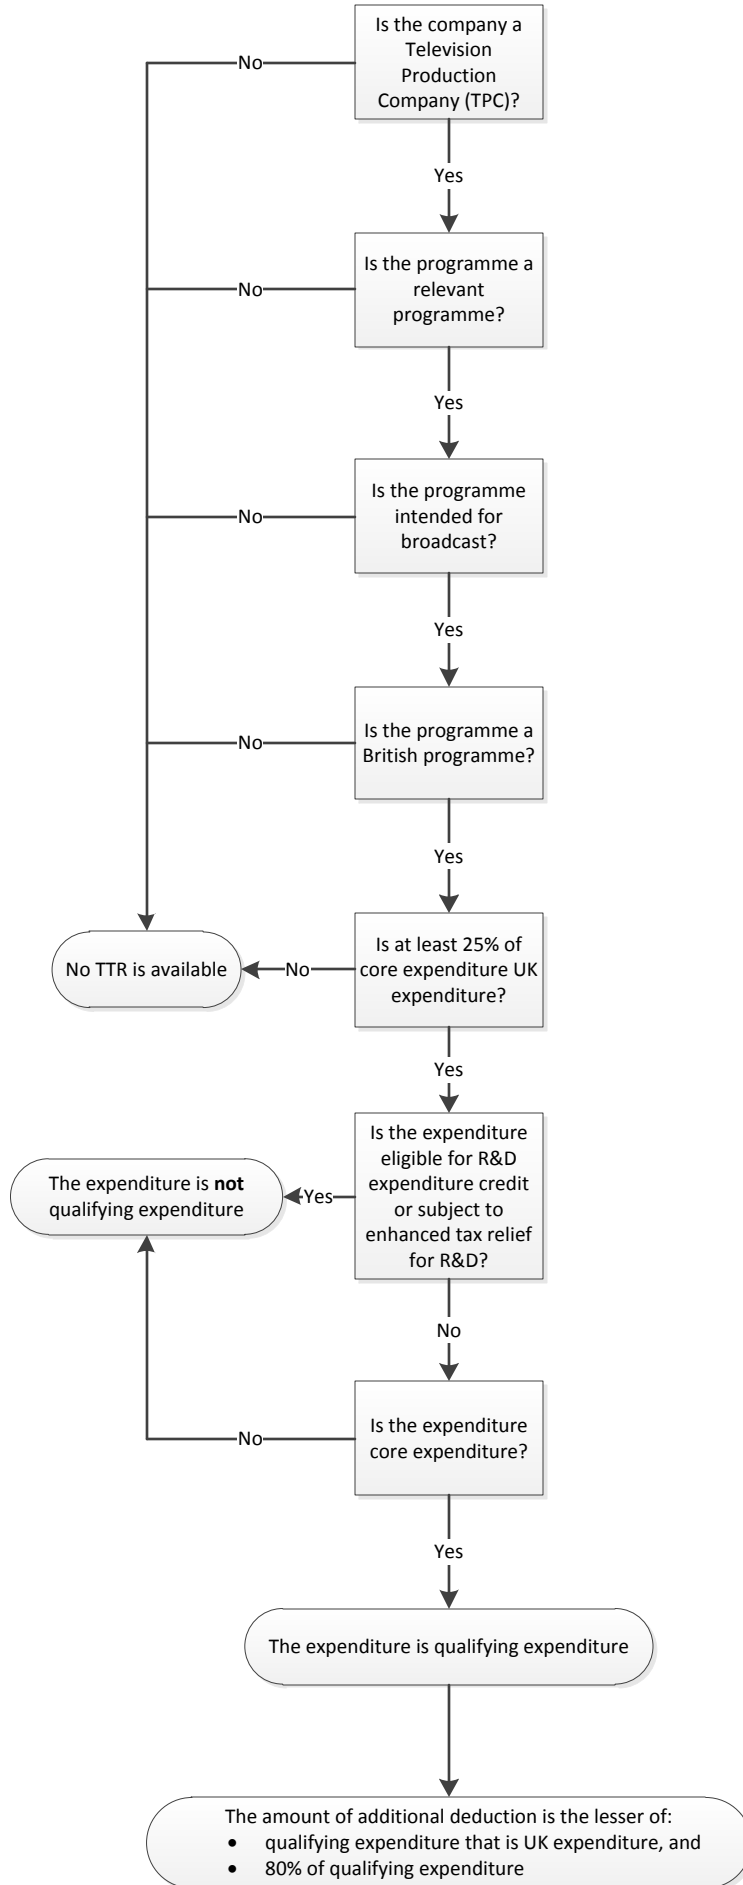 Is the company a
Television
Production
Company (TPC)?
No
Yes
Is the programme a
relevant
programme?
No
Yes
Is the programme
intended for
broadcast?
No
Yes
Is the programme a
British programme?
No
Yes
Is at least 25% of
core expenditure UK
expenditure?
No
No TTR is available
Yes
Is the expenditure
eligible for R&D
expenditure credit
or subject to
enhanced tax relief
for R&D?
Yes
The expenditure is not
qualifying expenditure
No
Is the expenditure
core expenditure?
No
Yes
The expenditure is qualifying expenditure
The amount of additional deduction is the lesser of:
• qualifying expenditure that is UK expenditure, and
• 80% of qualifying expenditure